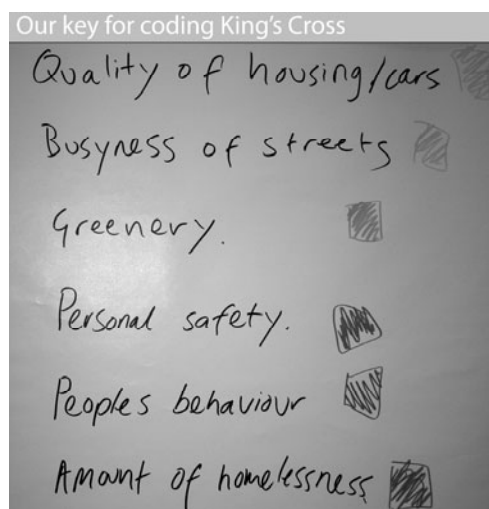 Our key for coding King's Cross
Quality of housing/cars
Busyness of streets
Greenery.
Personal safety.
Peoples behaviour
Amount of homelessness